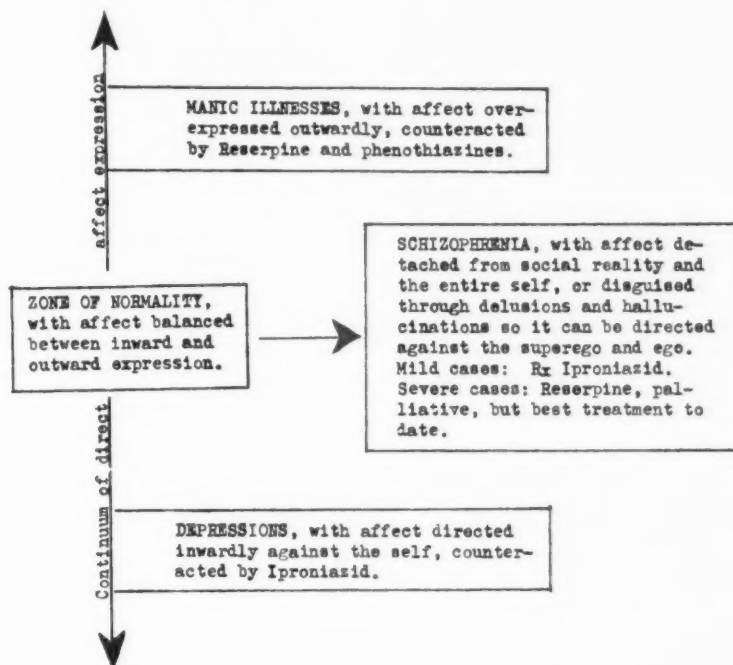 MANIC ILLNESSES, with affect over-
expressed outwardly, counteracted
by Reserpine and phenothiazines.
SCHIZOPHRENIA, with affect de-
tached from social reality and
the entire self, or disguised
through delusions and hallu-
cinations so it can be directed
against the superego and ego.
Mild cases: Rx Iproniazid.
Severe cases: Reserpine, pal-
liative, but best treatment to
date.
ZONE OF NORMALITY,
with affect balanced
between inward and
outward expression.
DEPRESSIONS, with affect directed
inwardly against the self, counter-
acted by Iproniazid.
Continuum of direct affect expression